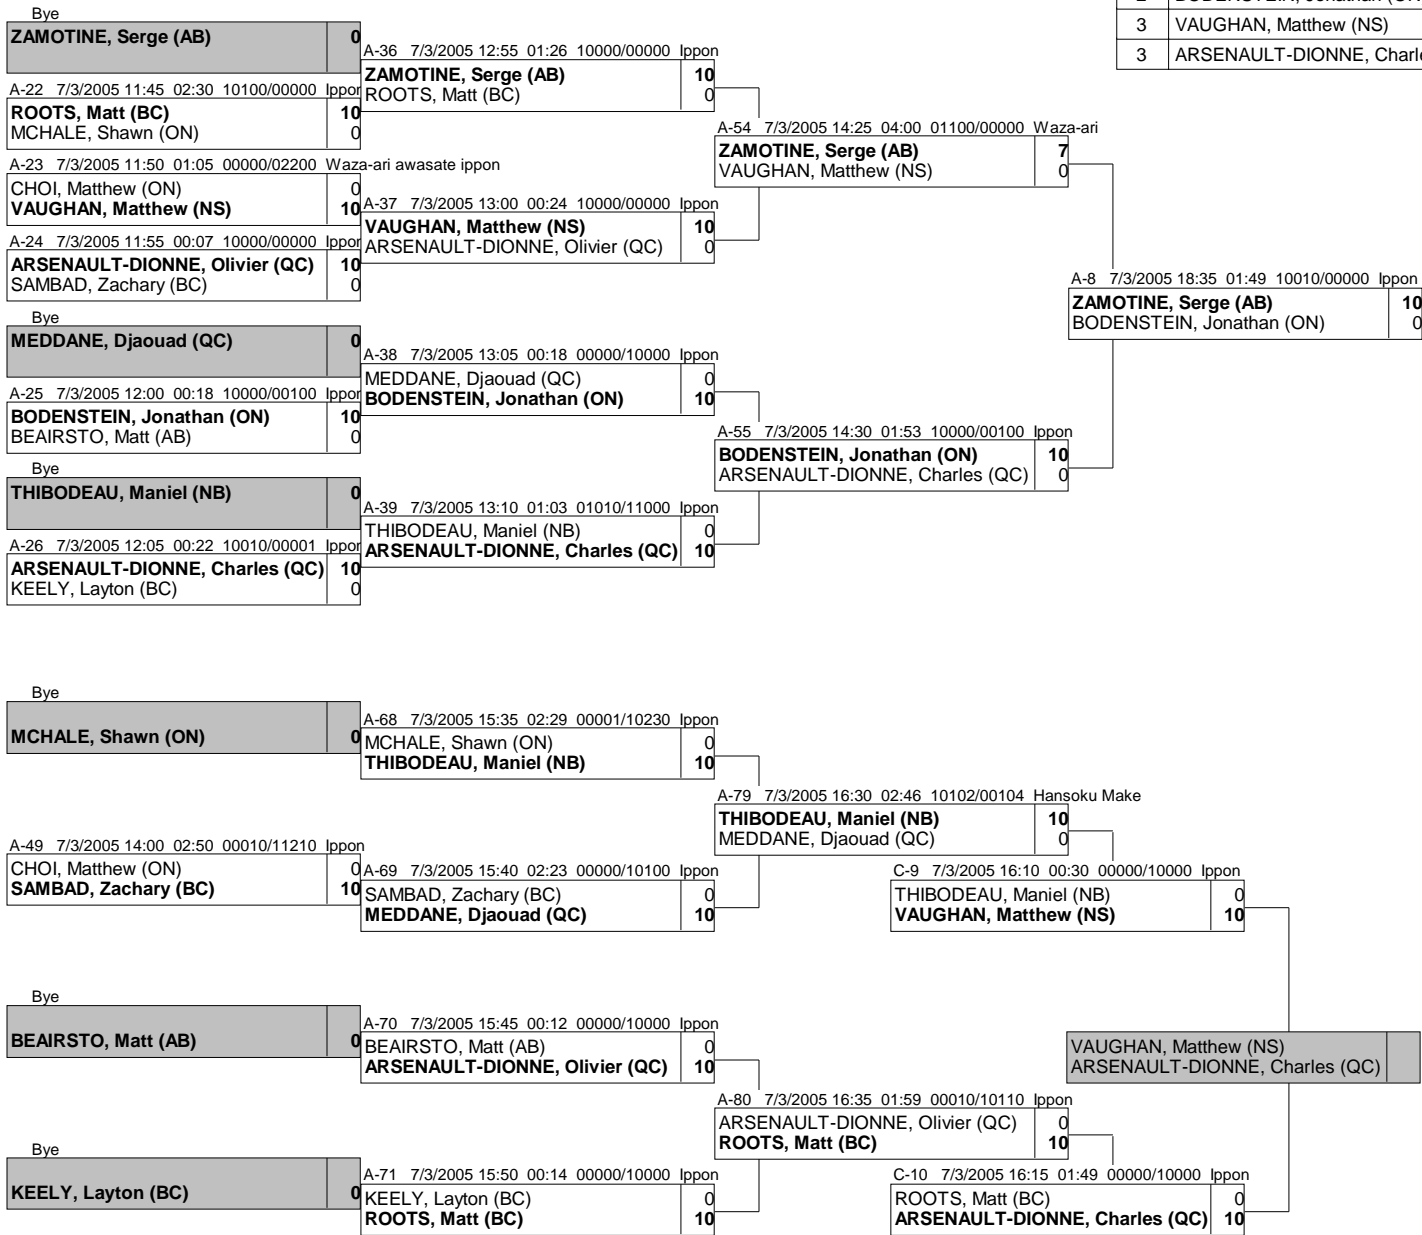 2 BODENSTEIN, Jonathan (ON)
3 VAUGHAN, Matthew (NS)
3 ARSENAULT-DIONNE, Charle
Bye
ZAMOTINE, Serge (AB) 0
A-36 7/3/2005 12:55 01:26 10000/00000 Ippon
ZAMOTINE, Serge (AB) 10
ROOTS, Matt (BC) 0
A-22 7/3/2005 11:45 02:30 10100/00000 Ippon
ROOTS, Matt (BC) 10
MCHALE, Shawn (ON) 0
A-54 7/3/2005 14:25 04:00 01100/00000 Waza-ari
ZAMOTINE, Serge (AB) 7
VAUGHAN, Matthew (NS) 0
A-23 7/3/2005 11:50 01:05 00000/02200 Waza-ari awasate ippon
CHOI, Matthew (ON) 0
VAUGHAN, Matthew (NS) 10
A-37 7/3/2005 13:00 00:24 10000/00000 Ippon
VAUGHAN, Matthew (NS) 10
ARSENAULT-DIONNE, Olivier (QC) 0
A-24 7/3/2005 11:55 00:07 10000/00000 Ippon
ARSENAULT-DIONNE, Olivier (QC) 10
SAMBAD, Zachary (BC) 0
A-8 7/3/2005 18:35 01:49 10010/00000 Ippon
ZAMOTINE, Serge (AB) 10
BODENSTEIN, Jonathan (ON) 0
Bye
MEDDANE, Djaouad (QC) 0
A-38 7/3/2005 13:05 00:18 00000/10000 Ippon
MEDDANE, Djaouad (QC) 0
BODENSTEIN, Jonathan (ON) 10
A-25 7/3/2005 12:00 00:18 10000/00100 Ippon
BODENSTEIN, Jonathan (ON) 10
BEAIRSTO, Matt (AB) 0
A-55 7/3/2005 14:30 01:53 10000/00100 Ippon
BODENSTEIN, Jonathan (ON) 10
ARSENAULT-DIONNE, Charles (QC) 0
Bye
THIBODEAU, Maniel (NB) 0
A-39 7/3/2005 13:10 01:03 01010/11000 Ippon
THIBODEAU, Maniel (NB) 0
ARSENAULT-DIONNE, Charles (QC) 10
A-26 7/3/2005 12:05 00:22 10010/00001 Ippon
ARSENAULT-DIONNE, Charles (QC) 10
KEELY, Layton (BC) 0
Bye
MCHALE, Shawn (ON) 0
A-68 7/3/2005 15:35 02:29 00001/10230 Ippon
MCHALE, Shawn (ON) 0
THIBODEAU, Maniel (NB) 10
A-79 7/3/2005 16:30 02:46 10102/00104 Hansoku Make
THIBODEAU, Maniel (NB) 10
MEDDANE, Djaouad (QC) 0
A-49 7/3/2005 14:00 02:50 00010/11210 Ippon
CHOI, Matthew (ON) 0
SAMBAD, Zachary (BC) 10
A-69 7/3/2005 15:40 02:23 00000/10100 Ippon
SAMBAD, Zachary (BC) 0
MEDDANE, Djaouad (QC) 10
C-9 7/3/2005 16:10 00:30 00000/10000 Ippon
THIBODEAU, Maniel (NB) 0
VAUGHAN, Matthew (NS) 10
Bye
BEAIRSTO, Matt (AB) 0
A-70 7/3/2005 15:45 00:12 00000/10000 Ippon
BEAIRSTO, Matt (AB) 0
ARSENAULT-DIONNE, Olivier (QC) 10
VAUGHAN, Matthew (NS)
ARSENAULT-DIONNE, Charles (QC)
A-80 7/3/2005 16:35 01:59 00010/10110 Ippon
ARSENAULT-DIONNE, Olivier (QC) 0
ROOTS, Matt (BC) 10
Bye
KEELY, Layton (BC) 0
A-71 7/3/2005 15:50 00:14 00000/10000 Ippon
KEELY, Layton (BC) 0
ROOTS, Matt (BC) 10
C-10 7/3/2005 16:15 01:49 00000/10000 Ippon
ROOTS, Matt (BC) 0
ARSENAULT-DIONNE, Charles (QC) 10